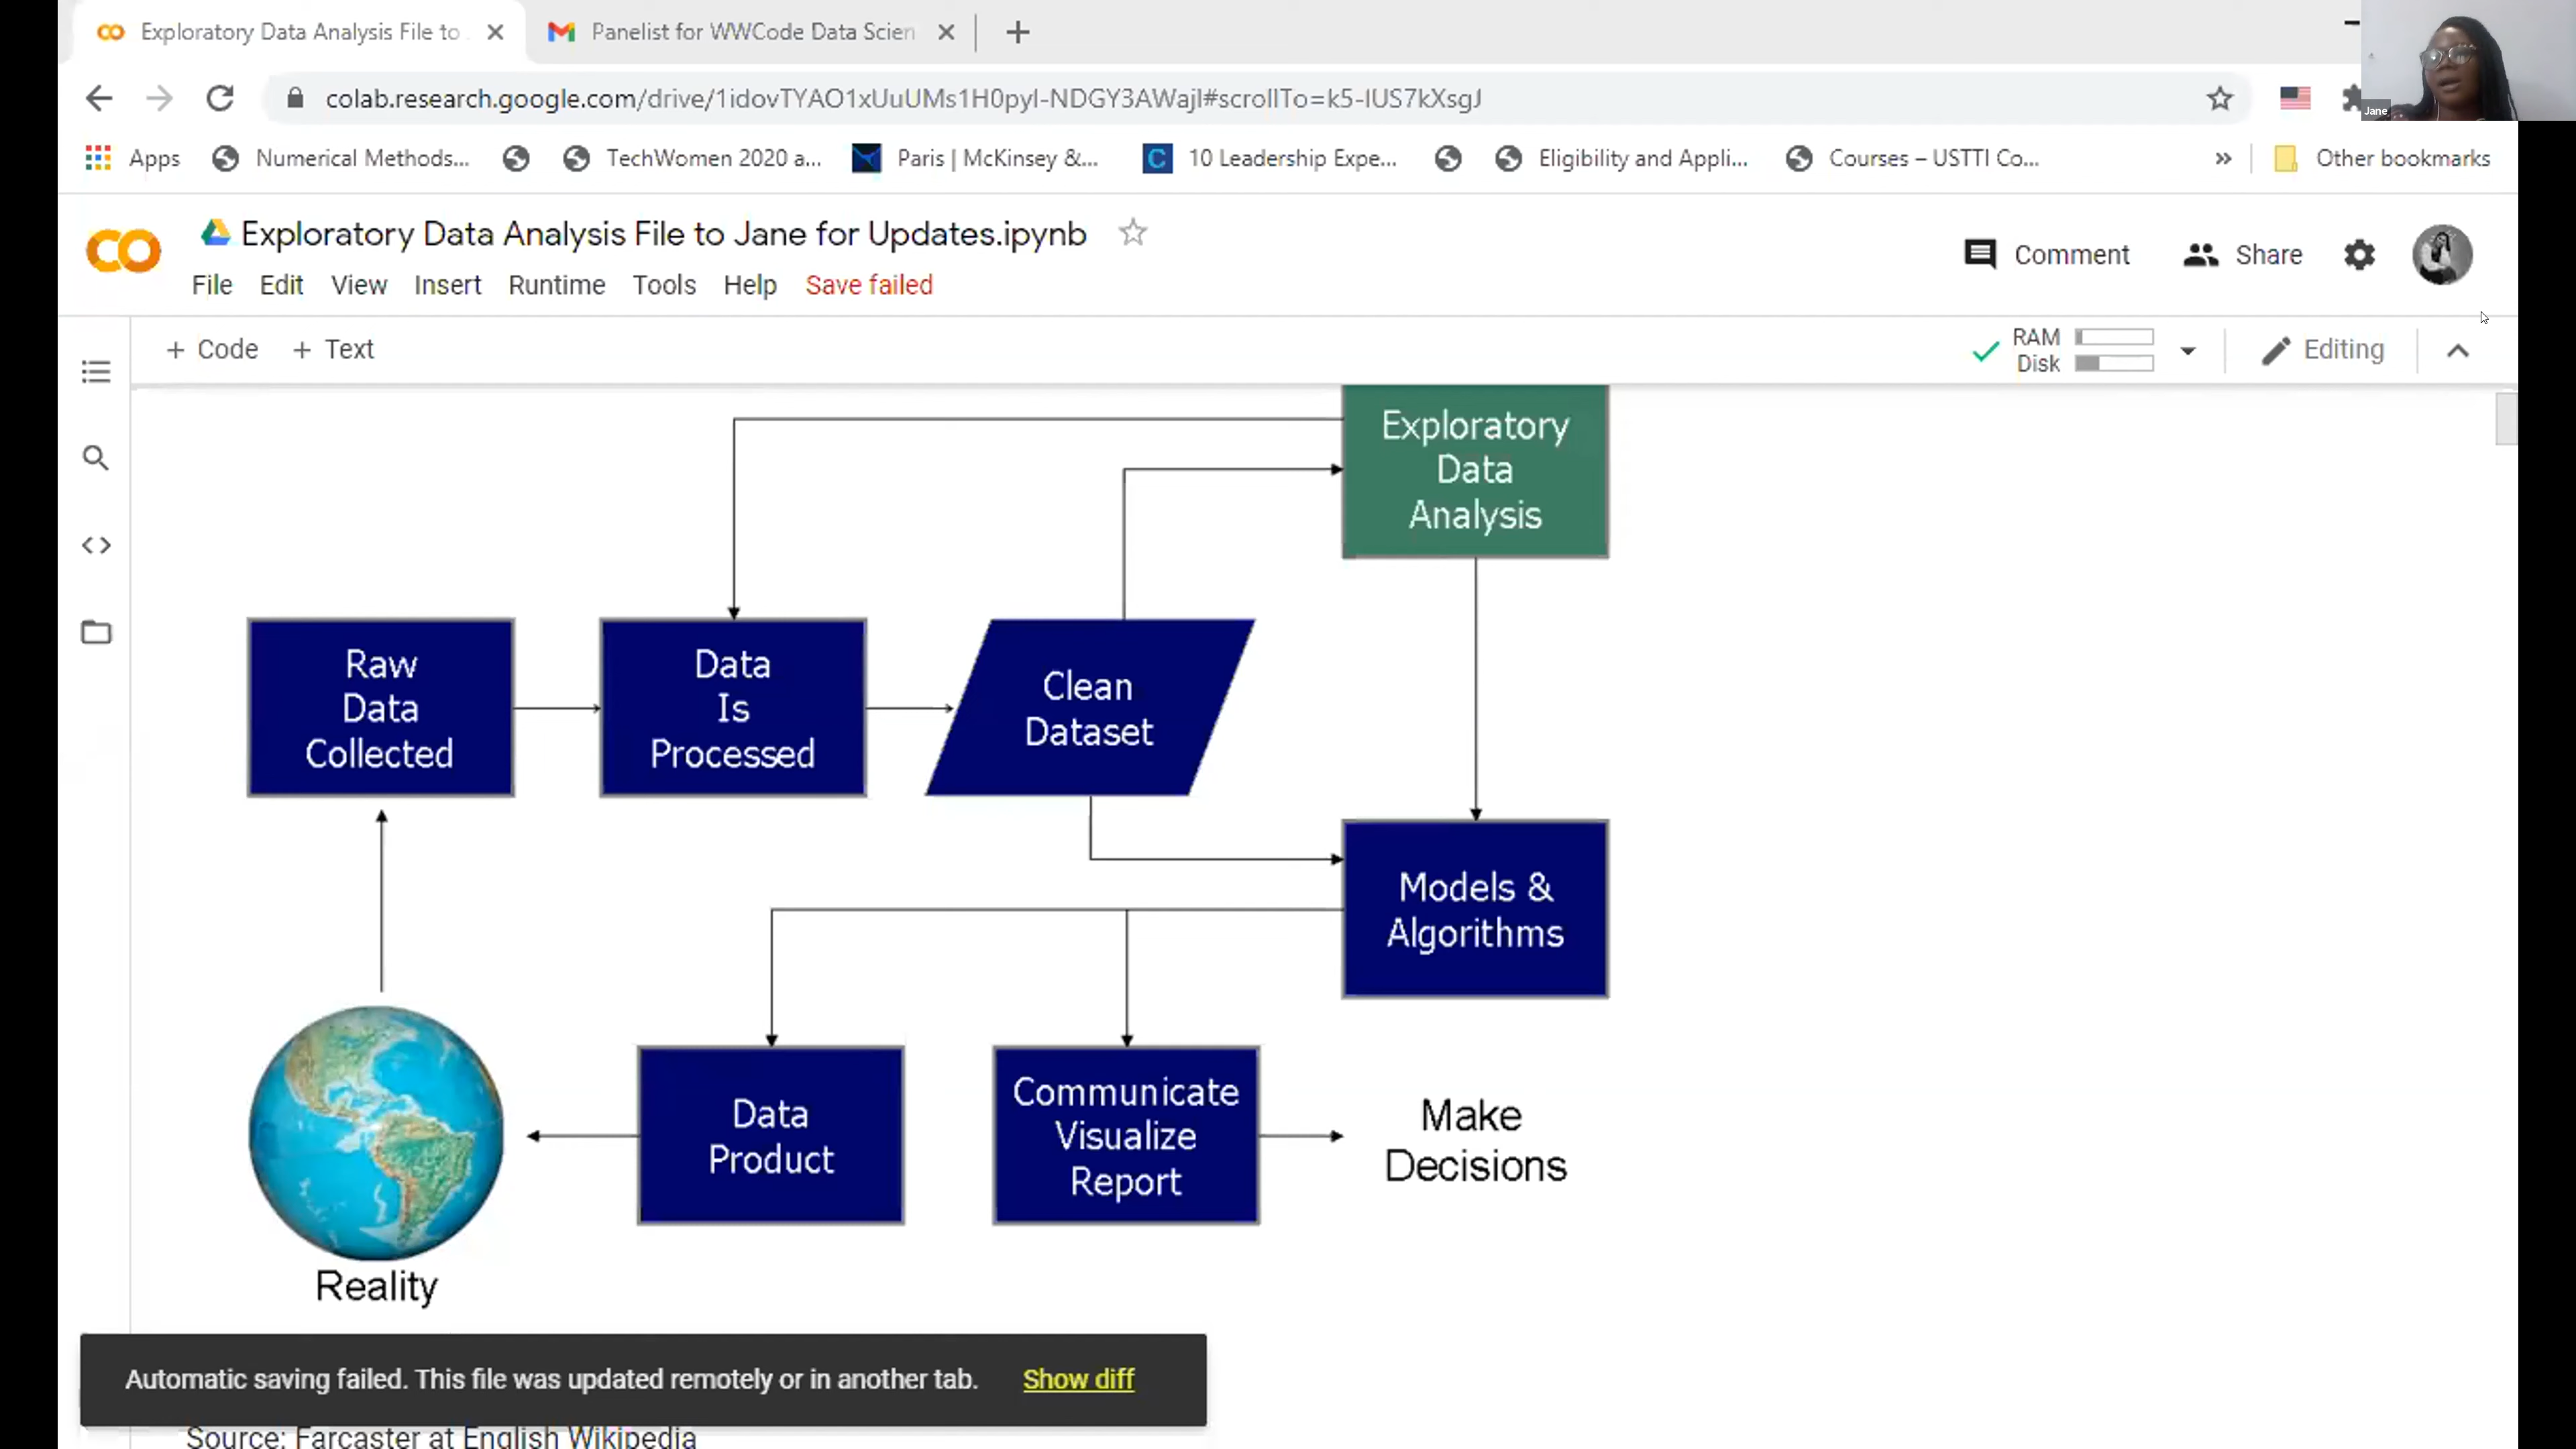 Exploratory Data Analysis File to
Panelist for WWCode Data Scien
colab.research.google.com/drive/1idovTYAO1xUuUMs1H0pyI-NDGY3AWajl#scrollTo=k5-IUS7kXsgJ
Jane
Apps
Numerical Methods...
TechWomen 2020 a...
Paris | McKinsey &...
10 Leadership Expe...
Eligibility and Appli...
Courses – USTTI Co...
Other bookmarks
Exploratory Data Analysis File to Jane for Updates.ipynb
Comment
Share
File Edit View Insert Runtime Tools Help Save failed
+ Code + Text
RAM
Disk
Editing
Exploratory
Data
Analysis
Raw
Data
Collected
Data
Is
Processed
Clean
Dataset
Models &
Algorithms
Data
Product
Communicate
Visualize
Report
Make
Decisions
Reality
Automatic saving failed. This file was updated remotely or in another tab. Show diff
Source: Farcaster at English Wikipedia